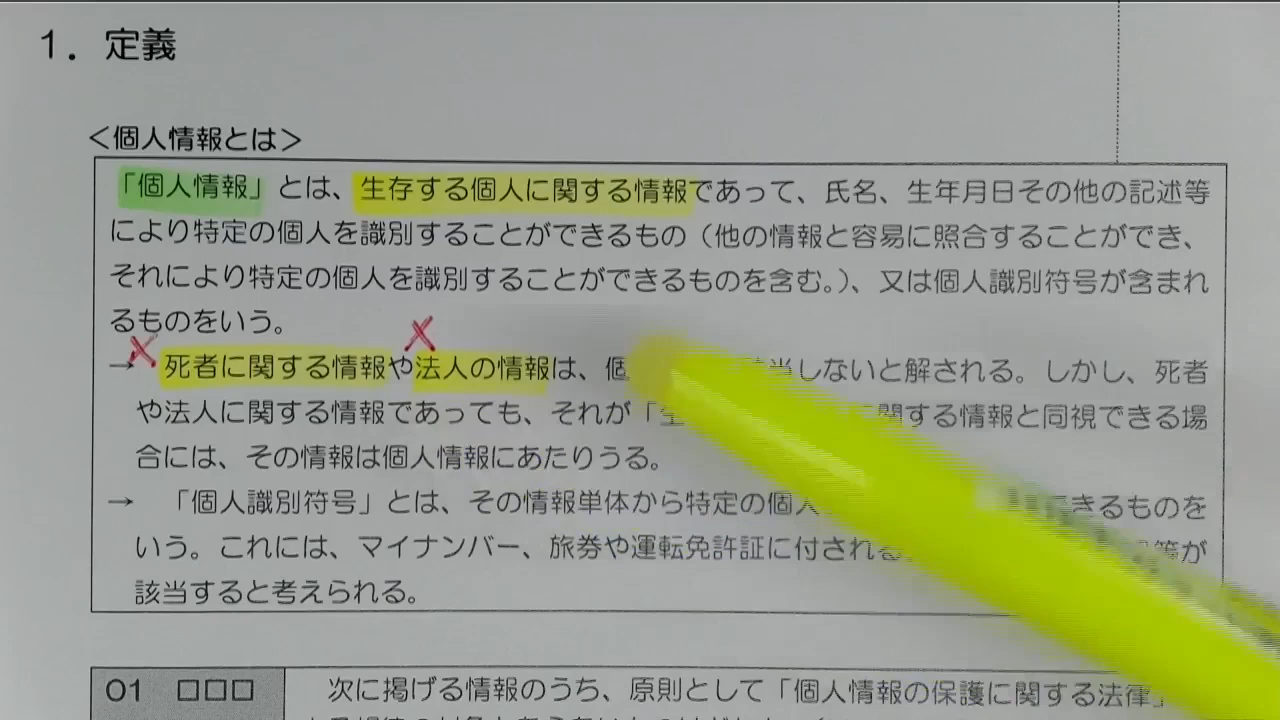 1．定義
＜個人情報とは＞
「個人情報」とは、生存する個人に関する情報であって、氏名、生年月日その他の記述等
により特定の個人を識別することができるもの（他の情報と容易に照合することができ、
それにより特定の個人を識別することができるものを含む。）、又は個人識別符号が含まれ
るものをいう。
→ 死者に関する情報や法人の情報は、個 当しないと解される。しかし、死者
や法人に関する情報であっても、それが「生 に関する情報と同視できる場
合には、その情報は個人情報にあたりうる。
→ 「個人識別符号」とは、その情報単体から特定の個人 できるものを
いう。これには、マイナンバー、旅券や運転免許証に付される 等が
該当すると考えられる。
01 □□□ 次に掲げる情報のうち、原則として「個人情報の保護に関する法律」